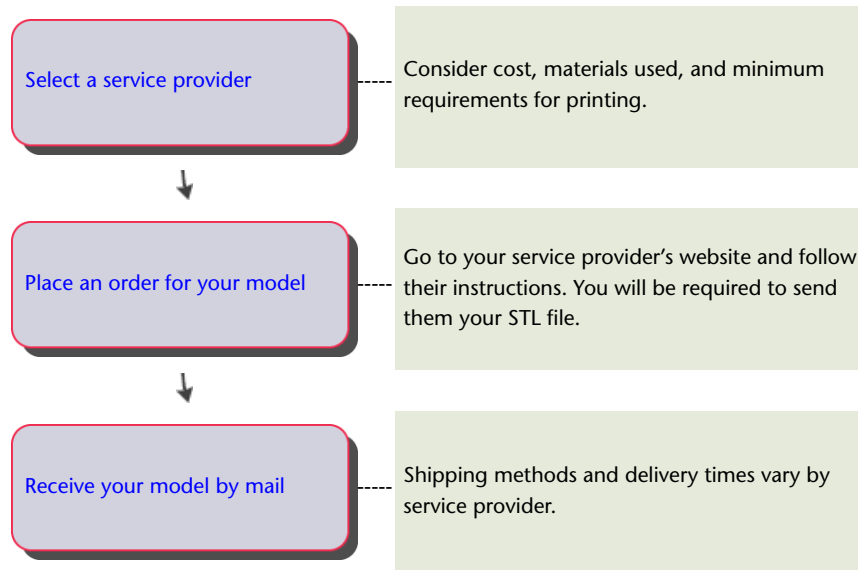 Select a service provider
Consider cost, materials used, and minimum
requirements for printing.
Place an order for your model
Go to your service provider’s website and follow
their instructions. You will be required to send
them your STL file.
Receive your model by mail
Shipping methods and delivery times vary by
service provider.